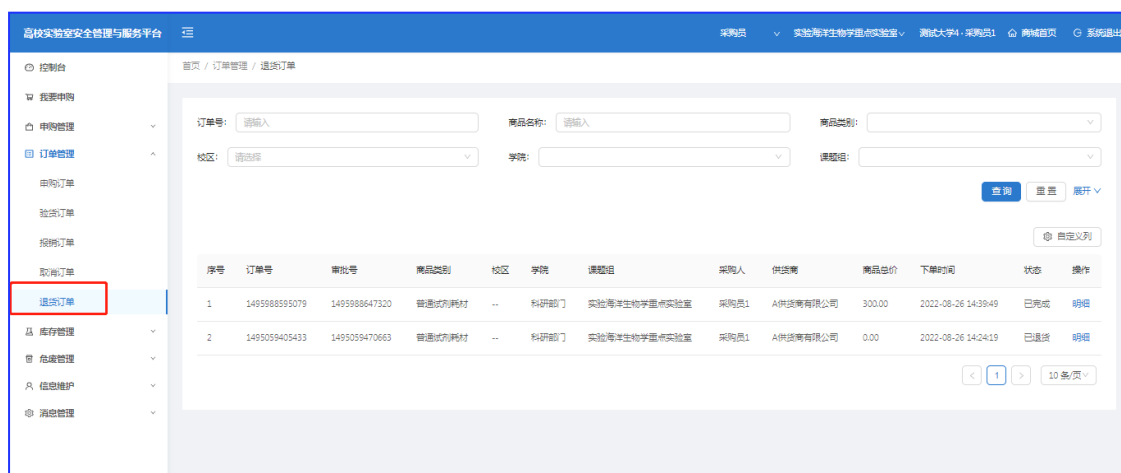 高校实验室安全管理与服务平台 采购员 实验海洋生物学重点实验室 测试大学4 - 采购员1 商城首页 系统退出
控制台
首页 / 订单管理 / 退货订单
我要申购
申购管理
订单号: 请输入 商品名称: 请输入 商品类别:
订单管理
校区: 请选择 学院: 课题组:
申购订单
查询 重置 展开
验货订单
报销订单
自定义列
取消订单
序号 订单号 审批号 商品类别 校区 学院 课题组 采购人 供货商 商品总价 下单时间 状态 操作
退货订单
1 1495988595079 1495988647320 普通试剂耗材 -- 科研部门 实验海洋生物学重点实验室 采购员1 A供货商有限公司 300.00 2022-08-26 14:39:49 已完成 明细
库存管理
2 1495059405433 1495059470663 普通试剂耗材 -- 科研部门 实验海洋生物学重点实验室 采购员1 A供货商有限公司 0.00 2022-08-26 14:24:19 已退货 明细
危废管理
< 1 > 10 条/页
信息维护
消息管理